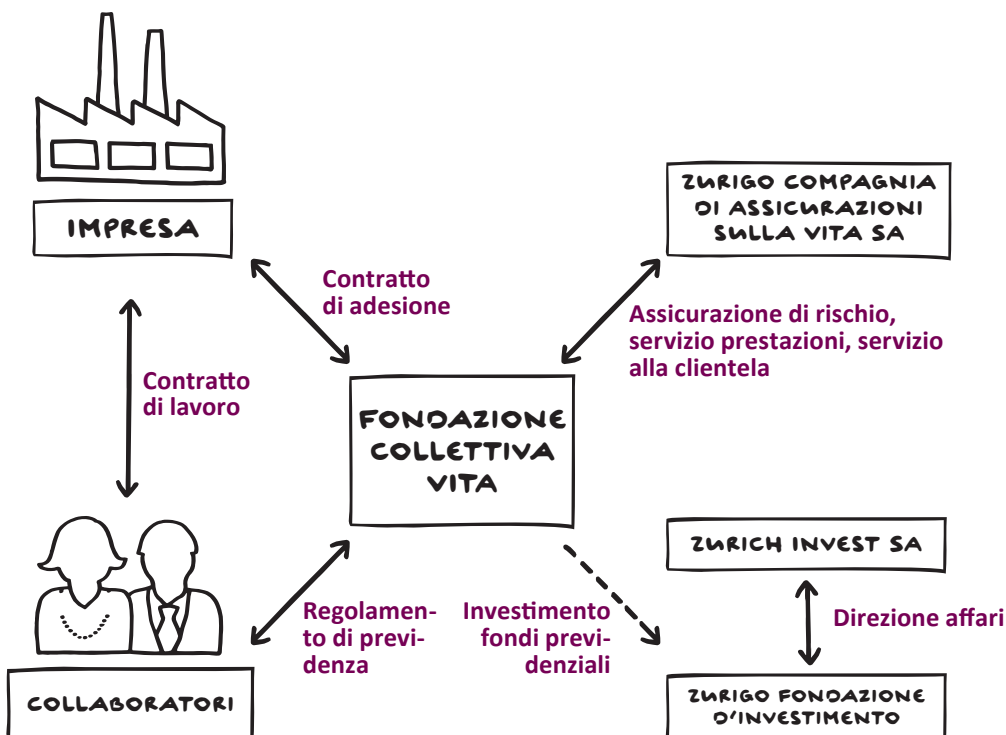 IMPRESA
ZURIGO COMPAGNIA
DI ASSICURAZIONI
SULLA VITA SA
Contratto
di adesione
Assicurazione di rischio,
servizio prestazioni, servizio
alla clientela
Contratto
di lavoro
FONDAZIONE
COLLETTIVA
VITA
ZURICH INVEST SA
Regolamen-
to di previ-
denza
Investimento
fondi previ-
denziali
Direzione affari
COLLABORATORI
ZURIGO FONDAZIONE
D'INVESTIMENTO